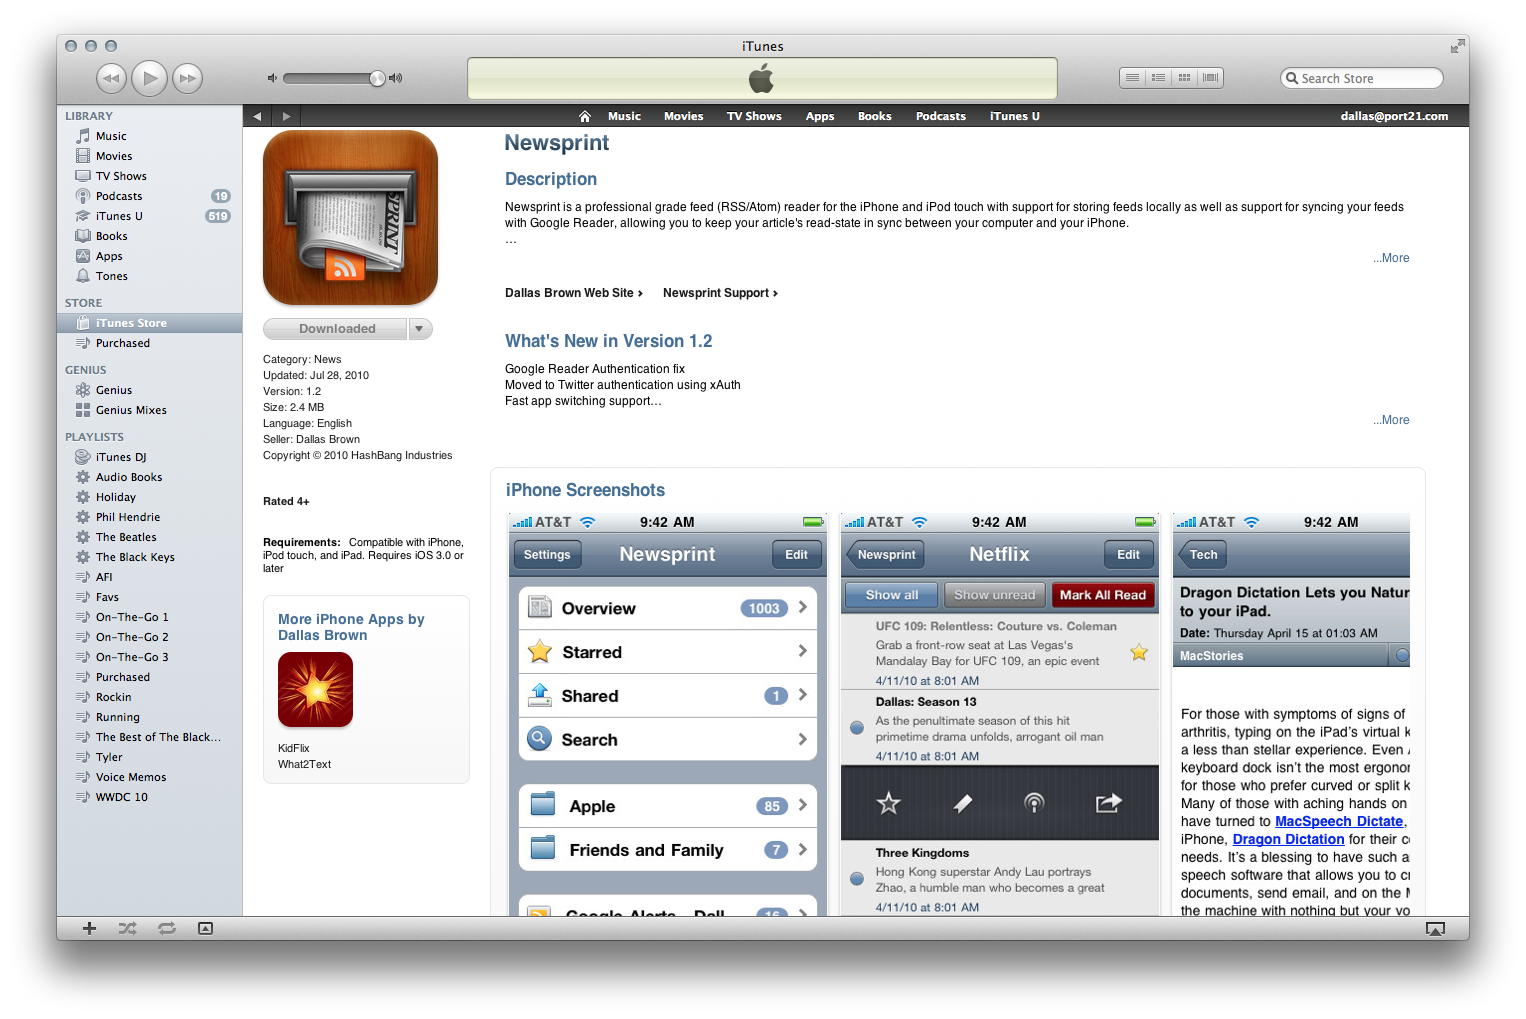 iTunes
Search Store
LIBRARY
Music
Movies
TV Shows
Podcasts 19
iTunes U 519
Books
Apps
Tones
STORE
iTunes Store
Purchased
GENIUS
Genius
Genius Mixes
PLAYLISTS
iTunes DJ
Audio Books
Holiday
Phil Hendrie
The Beatles
The Black Keys
AFI
Favs
On-The-Go 1
On-The-Go 2
On-The-Go 3
Purchased
Rockin
Running
The Best of The Black...
Tyler
Voice Memos
WWDC 10
Music Movies TV Shows Apps Books Podcasts iTunes U dallas@port21.com
Downloaded
Category: News
Updated: Jul 28, 2010
Version: 1.2
Size: 2.4 MB
Language: English
Seller: Dallas Brown
Copyright © 2010 HashBang Industries
Rated 4+
Requirements: Compatible with iPhone,
iPod touch, and iPad. Requires iOS 3.0 or
later
More iPhone Apps by
Dallas Brown
KidFlix
What2Text
Newsprint
Description
Newsprint is a professional grade feed (RSS/Atom) reader for the iPhone and iPod touch with support for storing feeds locally as well as support for syncing your feeds
with Google Reader, allowing you to keep your article's read-state in sync between your computer and your iPhone.
...
...More
Dallas Brown Web Site › Newsprint Support ›
What's New in Version 1.2
Google Reader Authentication fix
Moved to Twitter authentication using xAuth
Fast app switching support...
...More
iPhone Screenshots
AT&T 9:42 AM
Settings Newsprint Edit
Overview 1003
Starred
Shared 1
Search
Apple 85
Friends and Family 7
Google Alerts - Dall 16
AT&T 9:42 AM
Newsprint Netflix Edit
Show all Show unread Mark All Read
UFC 109: Relentless: Couture vs. Coleman
Grab a front-row seat at Las Vegas's
Mandalay Bay for UFC 109, an epic event
4/11/10 at 8:01 AM
Dallas: Season 13
As the penultimate season of this hit
primetime drama unfolds, arrogant oil man
4/11/10 at 8:01 AM
Three Kingdoms
Hong Kong superstar Andy Lau portrays
Zhao, a humble man who becomes a great
4/11/10 at 8:01 AM
AT&T 9:42 AM
Tech
Dragon Dictation Lets you Natur
to your iPad.
Date: Thursday April 15 at 01:03 AM
MacStories
For those with symptoms of signs of
arthritis, typing on the iPad's virtual k
a less than stellar experience. Even
keyboard dock isn't the most ergonor
for those who prefer curved or split k
Many of those with aching hands on
have turned to MacSpeech Dictate,
iPhone, Dragon Dictation for their
needs. It's a blessing to have such a
speech software that allows you to
documents, send email, and on the
the machine with nothing but your vo